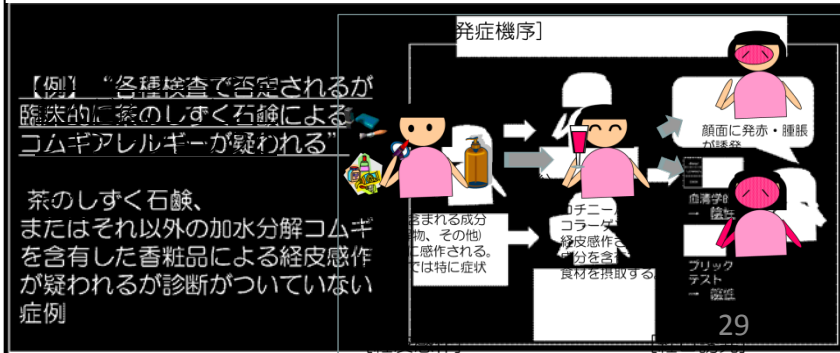 【例】 “各種検査で否定されるが
臨床的に茶のしずく石鹸による
コムギアレルギーが疑われる”
茶のしずく石鹸、
またはそれ以外の加水分解コムギ
を含有した香粧品による経皮感作
が疑われるが診断がついていない
症例
発症機序]
含まれる成分
物、その他)
に感作される。
では特に症状
コチニー
コラーゲ
経皮感作さ
成分を含
食材を摂取する
顔面に発赤・腫脹
が誘発
血清学的
→ 陰性
プリック
テスト
→ 陰性
29